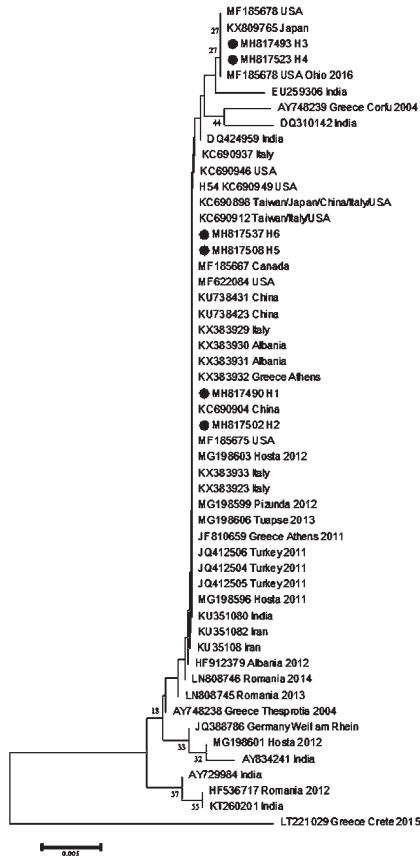 MF185678 USA
KX809765 Japan
27
MH817493 H3
27
MH817523 H4
MF185678 USA Ohio 2016
EU259306 India
AY748239 Greece Corfu 2004
44
DQ310142 India
DQ424959 India
KC690937 Italy
KC690946 USA
H54 KC690949 USA
KC690898 Taiwan/Japan/China/Italy/USA
KC690912 Taiwan/Italy/USA
MH817537 H6
MH817508 H5
MF185667 Canada
MF622084 USA
KU738431 China
KU738423 China
KX383929 Italy
KX383930 Albania
KX383931 Albania
KX383932 Greece Athens
MH817490 H1
KC690904 China
MH817502 H2
MF185675 USA
MG198603 Hosta 2012
KX383933 Italy
KX383923 Italy
MG198599 Pizunda 2012
MG198606 Tuapse 2013
JF810659 Greece Athens 2011
JQ412506 Turkey 2011
JQ412504 Turkey 2011
JQ412505 Turkey 2011
MG198596 Hosta 2011
KU351080 India
KU351082 Iran
KU35108 Iran
HF912379 Albania 2012
LN808746 Romania 2014
LN808745 Romania 2013
18
AY748238 Greece Thesprotia 2004
JQ388786 Germany Weil am Rhein
33
MG198601 Hosta 2012
32
AY834241 India
AY729984 India
57
HF536717 Romania 2012
55
KT260201 India
LT221029 Greece Crete 2015
0.005